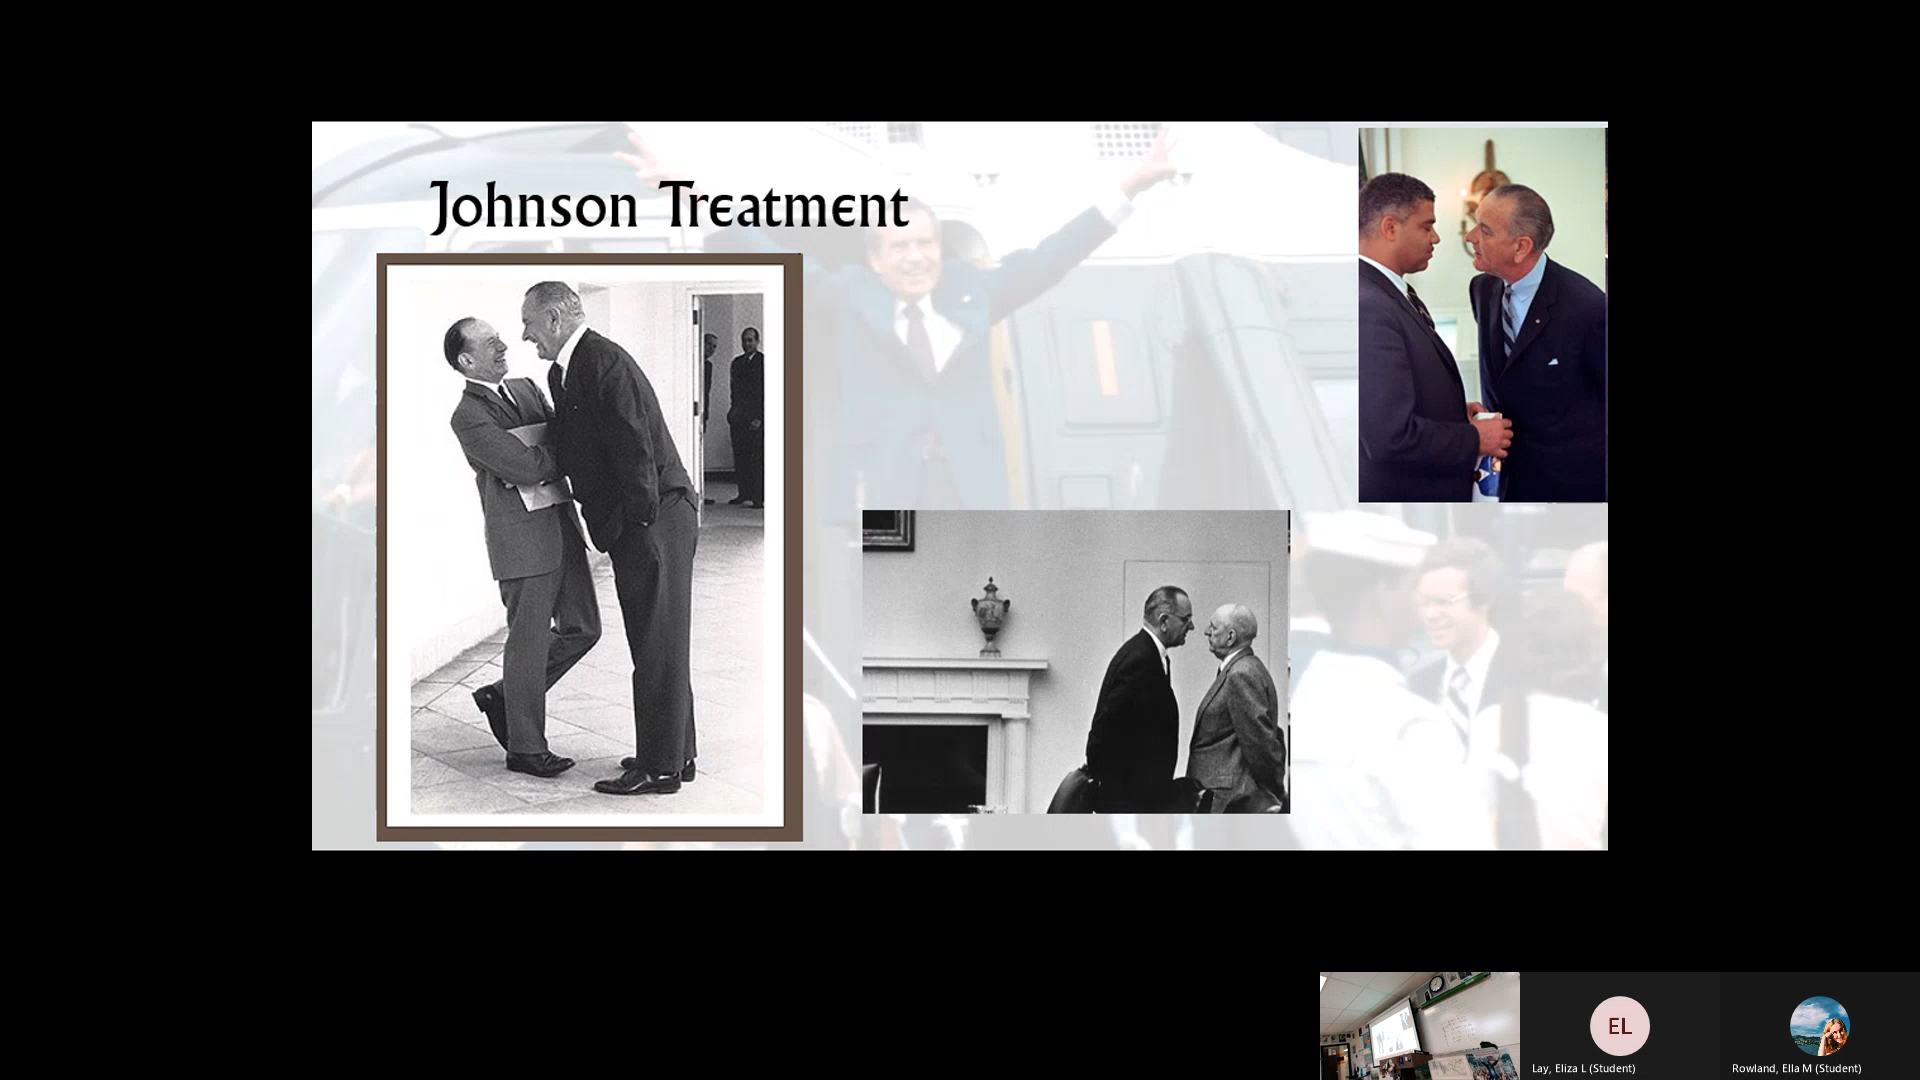 Johnson Treatment
EL
Lay, Eliza L (Student)
Rowland, Ella M (Student)